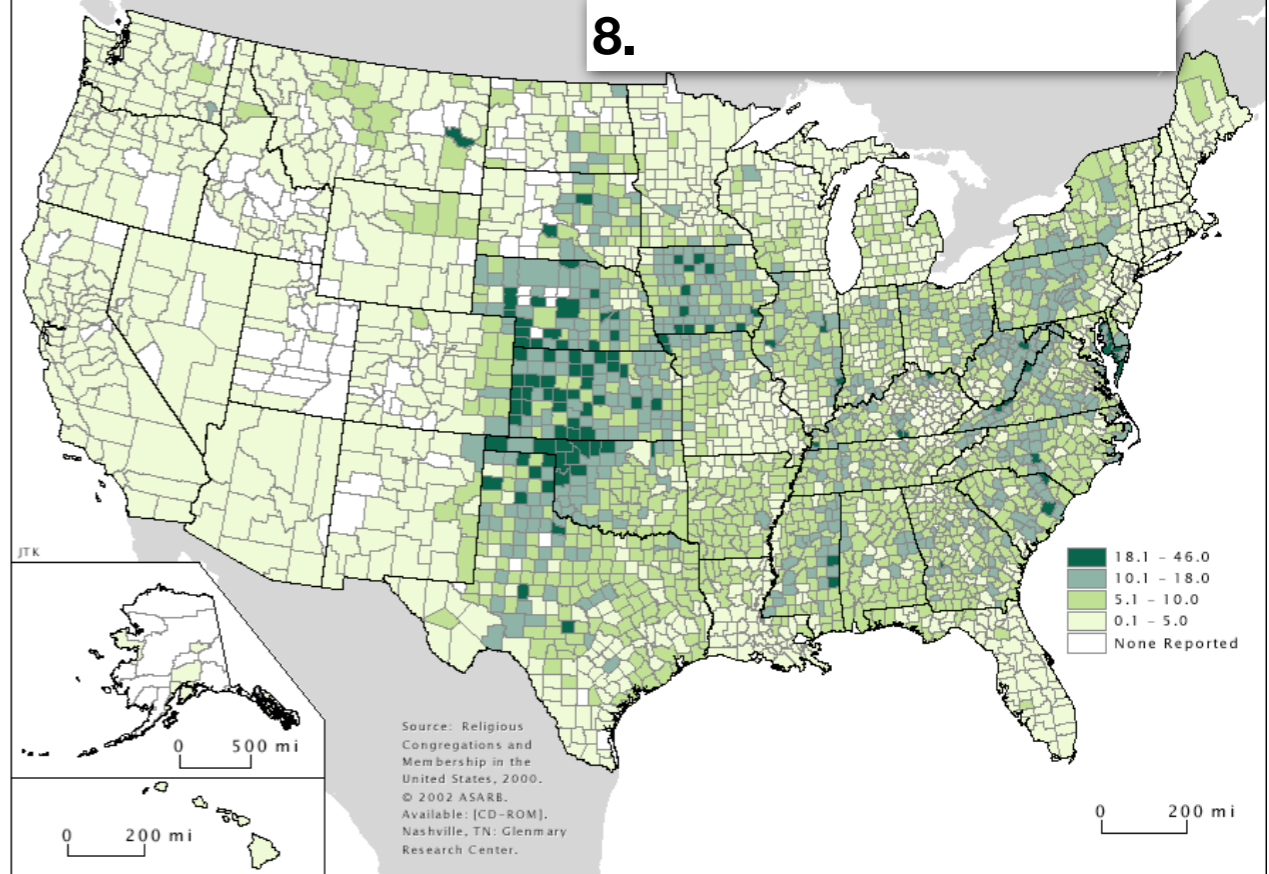 8.
JTK
18.1 – 46.0
10.1 – 18.0
5.1 – 10.0
0.1 – 5.0
None Reported
Source: Religious
Congregations and
Membership in the
United States, 2000.
© 2002 ASARB.
Available: [CD-ROM].
Nashville, TN: Glenmary
Research Center.
0 500 mi
0 200 mi
0 200 mi